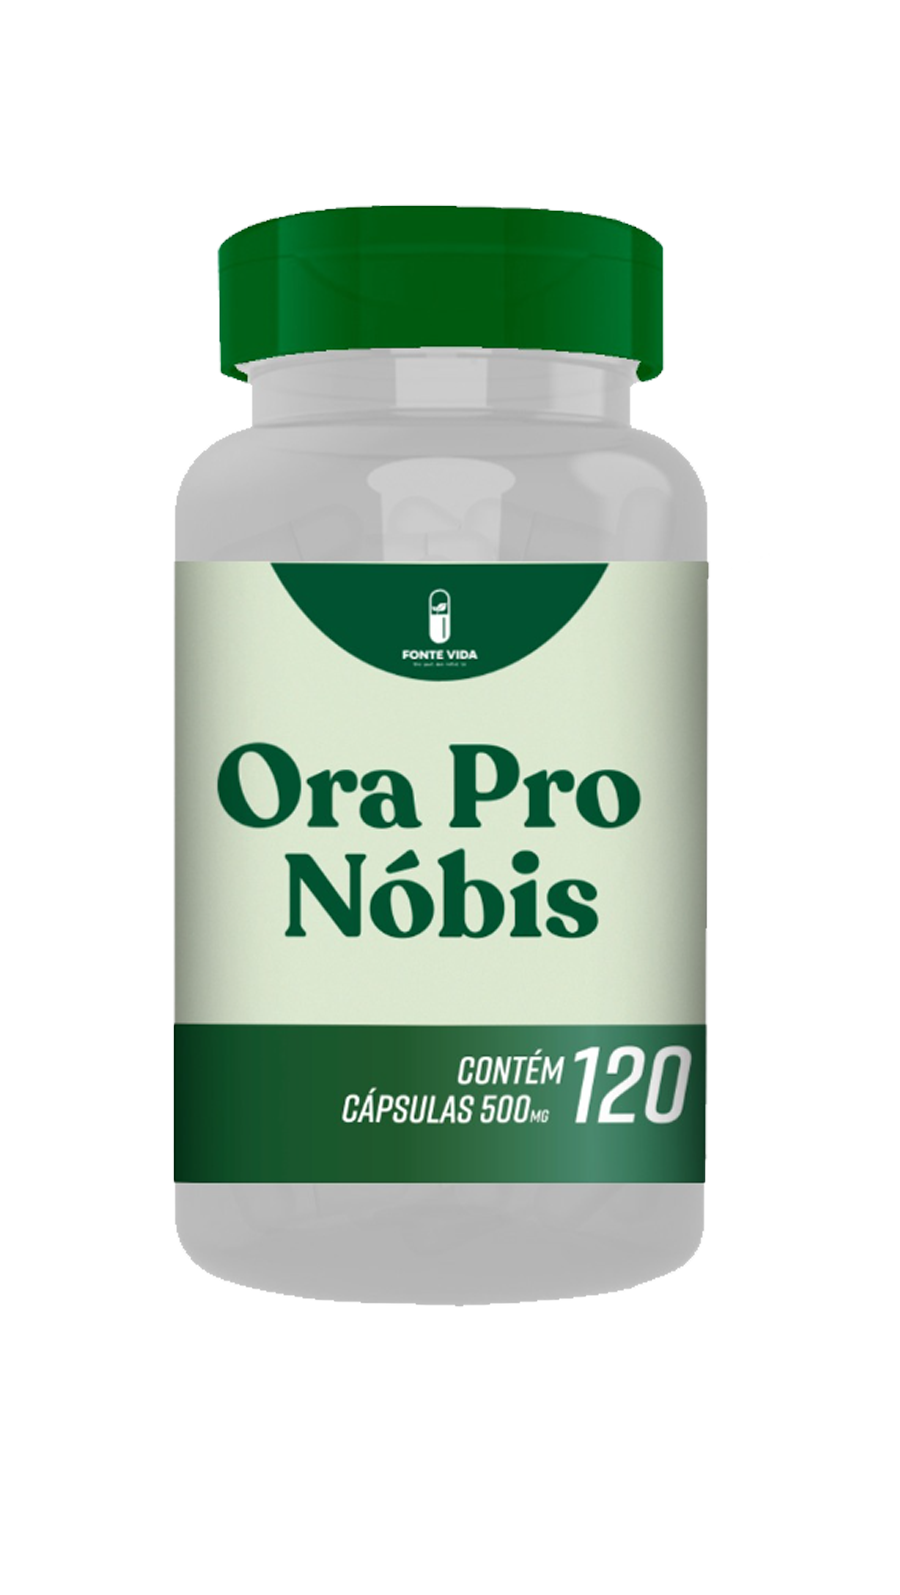 FONTE VIDA
Ora Pro
Nóbis
CONTÉM
CÁPSULAS 500MG
120